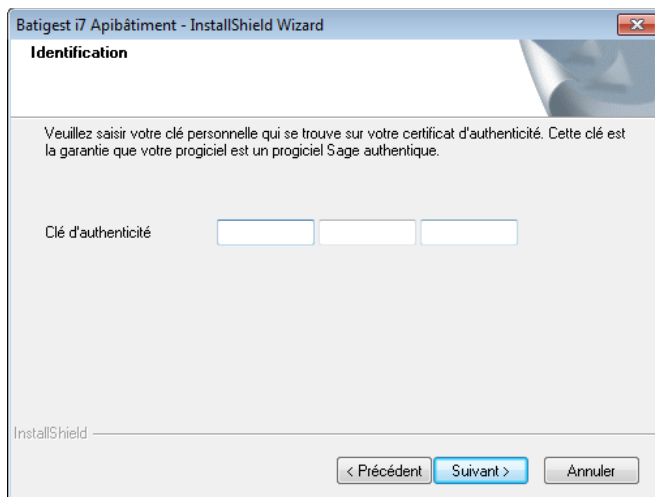 Batigest i7 Apibâtiment - InstallShield Wizard
Identification
Veuillez saisir votre clé personnelle qui se trouve sur votre certificat d'authenticité. Cette clé est
la garantie que votre progiciel est un progiciel Sage authentique.
Clé d'authenticité
InstallShield
< Précédent Suivant > Annuler